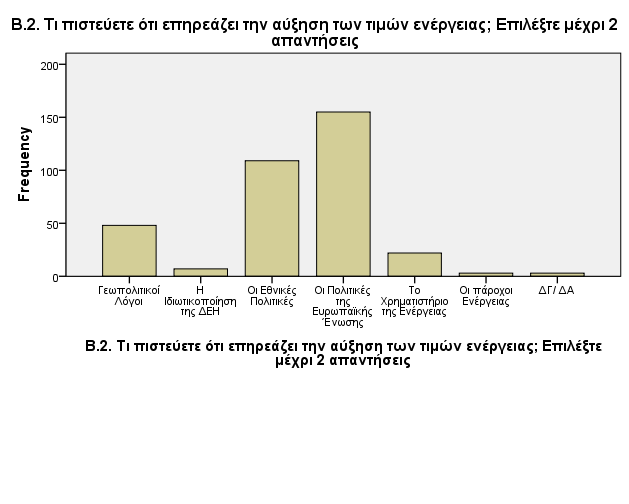 Β.2. Τι πιστεύετε ότι επηρεάζει την αύξηση των τιμών ενέργειας; Επιλέξτε μέχρι 2
απαντήσεις
200
150
100
50
0
Frequency
Γεωπολιτικοί
Λόγοι
Η
Ιδιωτικοποίηση
της ΔΕΗ
Οι Εθνικές
Πολιτικές
Οι Πολιτικές
της
Ευρωπαϊκής
Ένωσης
Το
Χρηματιστήριο
της Ενέργειας
Οι πάροχοι
Ενέργειας
ΔΓ/ ΔΑ
Β.2. Τι πιστεύετε ότι επηρεάζει την αύξηση των τιμών ενέργειας; Επιλέξτε
μέχρι 2 απαντήσεις